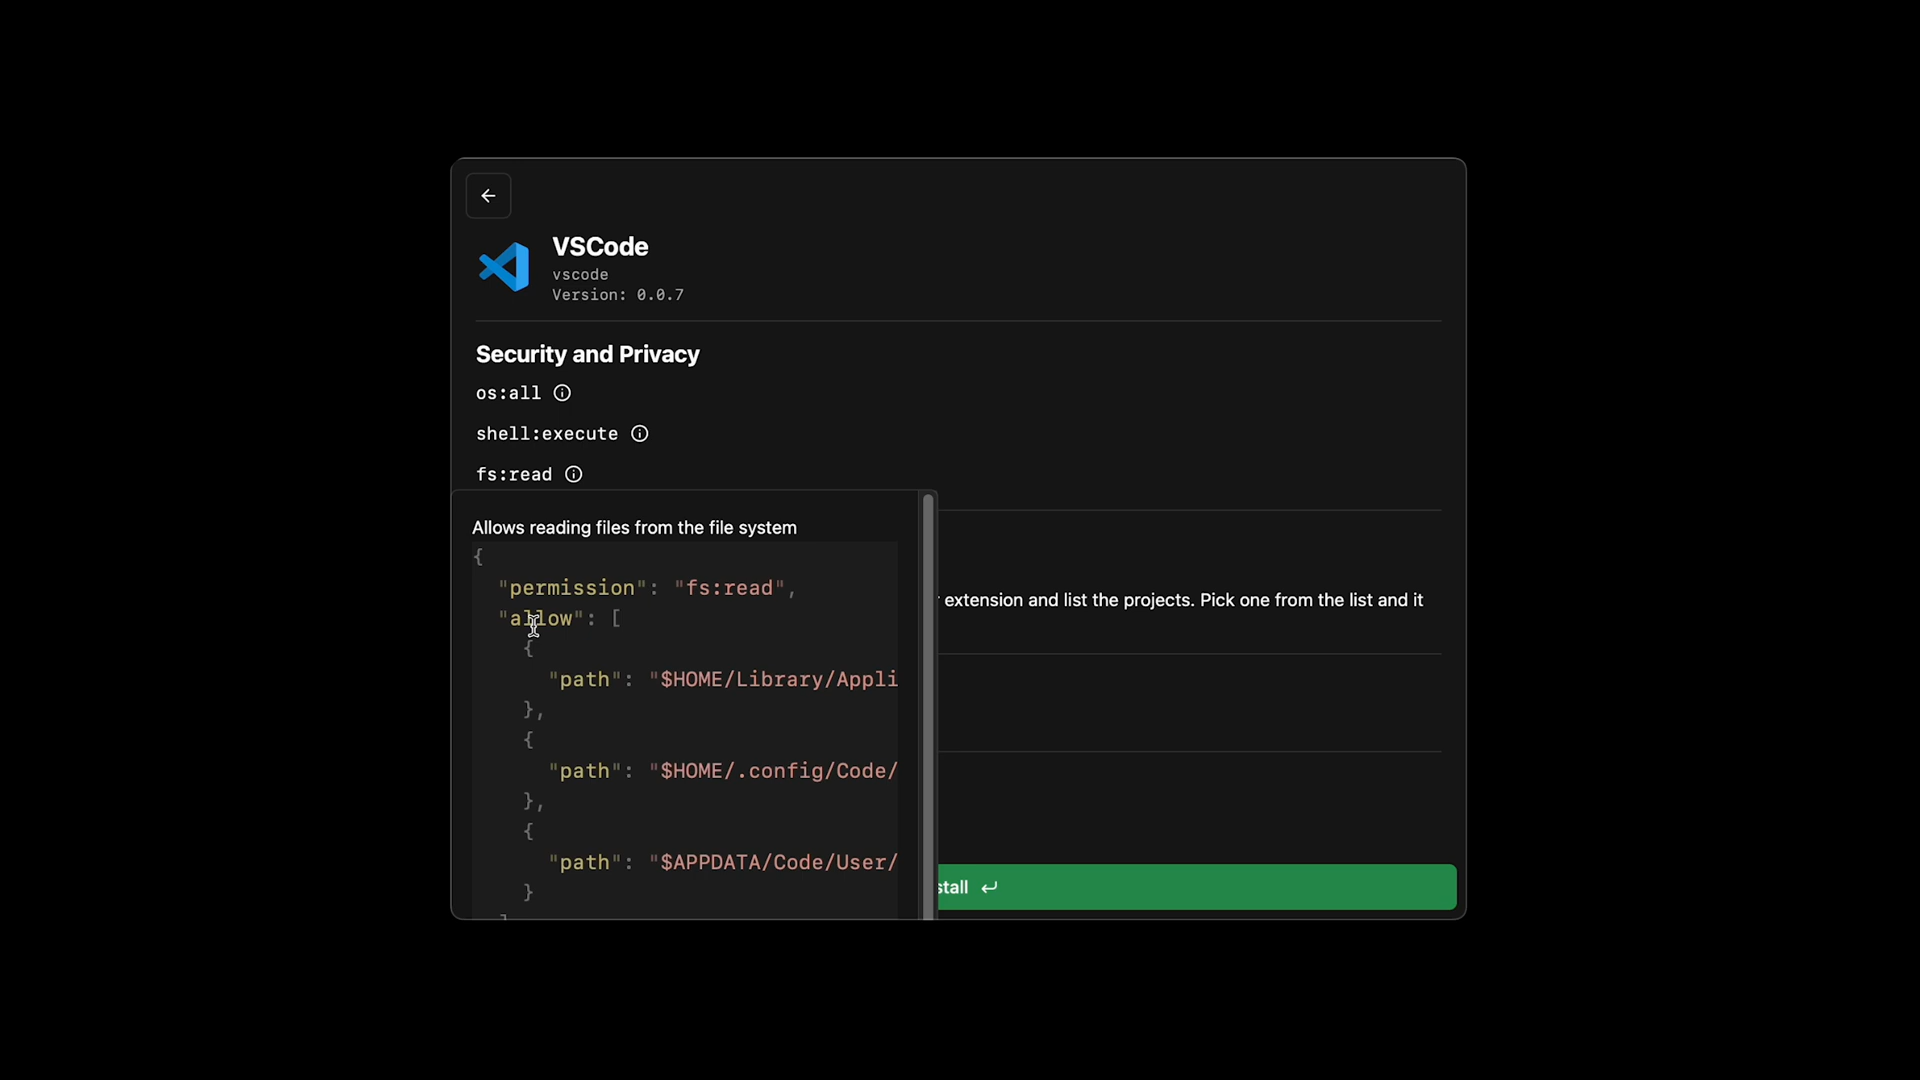 VSCode
vscode
Version: 0.0.7
Security and Privacy
os:all
shell:execute
fs:read
Allows reading files from the file system
{
"permission": "fs:read",
"allow": [
{
"path": "$HOME/Library/Appli
},
{
"path": "$HOME/.config/Code/
},
{
"path": "$APPDATA/Code/User/
}
extension and list the projects. Pick one from the list and it
stall